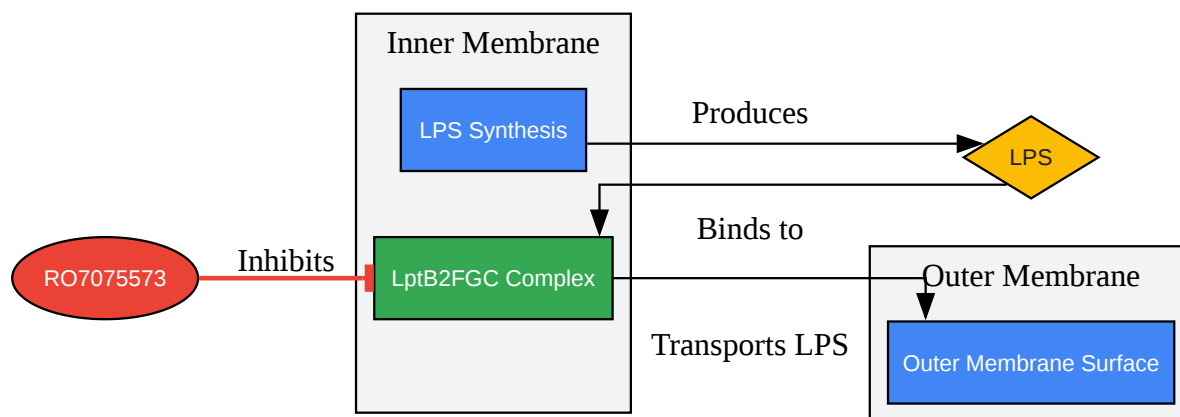 Inner Membrane
LPS Synthesis
Produces
LPS
Binds to
RO7075573
Inhibits
LptB2FGC Complex
Outer Membrane
Transports LPS
Outer Membrane Surface